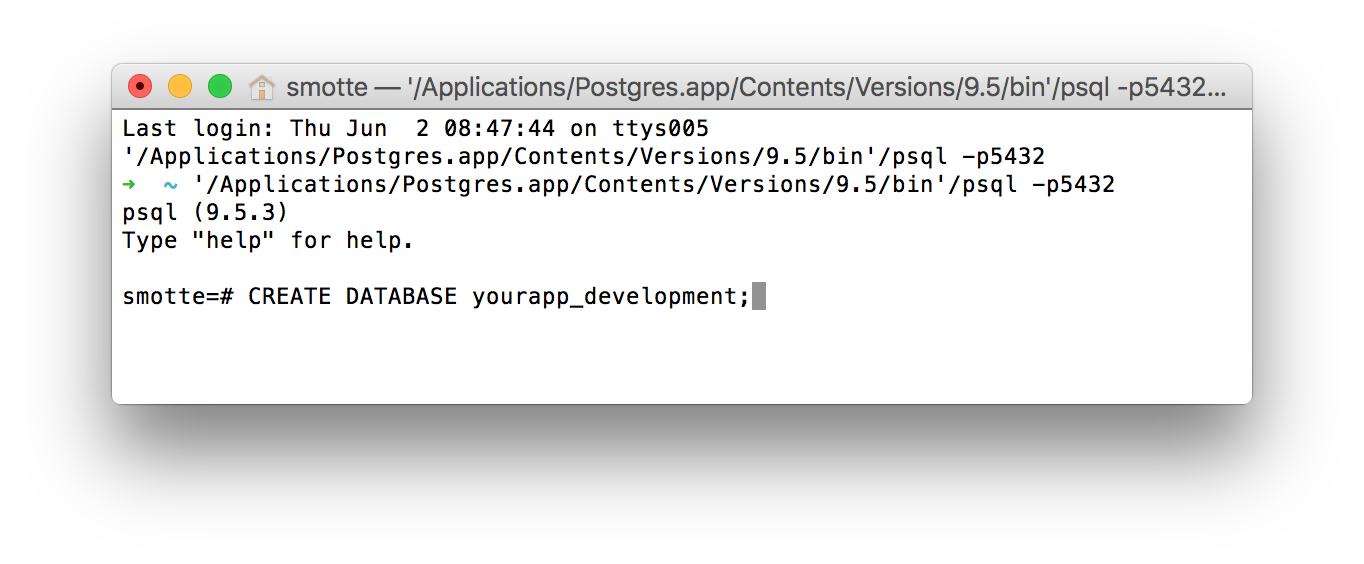 smotte — '/Applications/Postgres.app/Contents/Versions/9.5/bin'/psql -p5432...
Last login: Thu Jun  2 08:47:44 on ttys005
'/Applications/Postgres.app/Contents/Versions/9.5/bin'/psql -p5432
➜  ~ '/Applications/Postgres.app/Contents/Versions/9.5/bin'/psql -p5432
psql (9.5.3)
Type "help" for help.
smotte=# CREATE DATABASE yourapp_development;